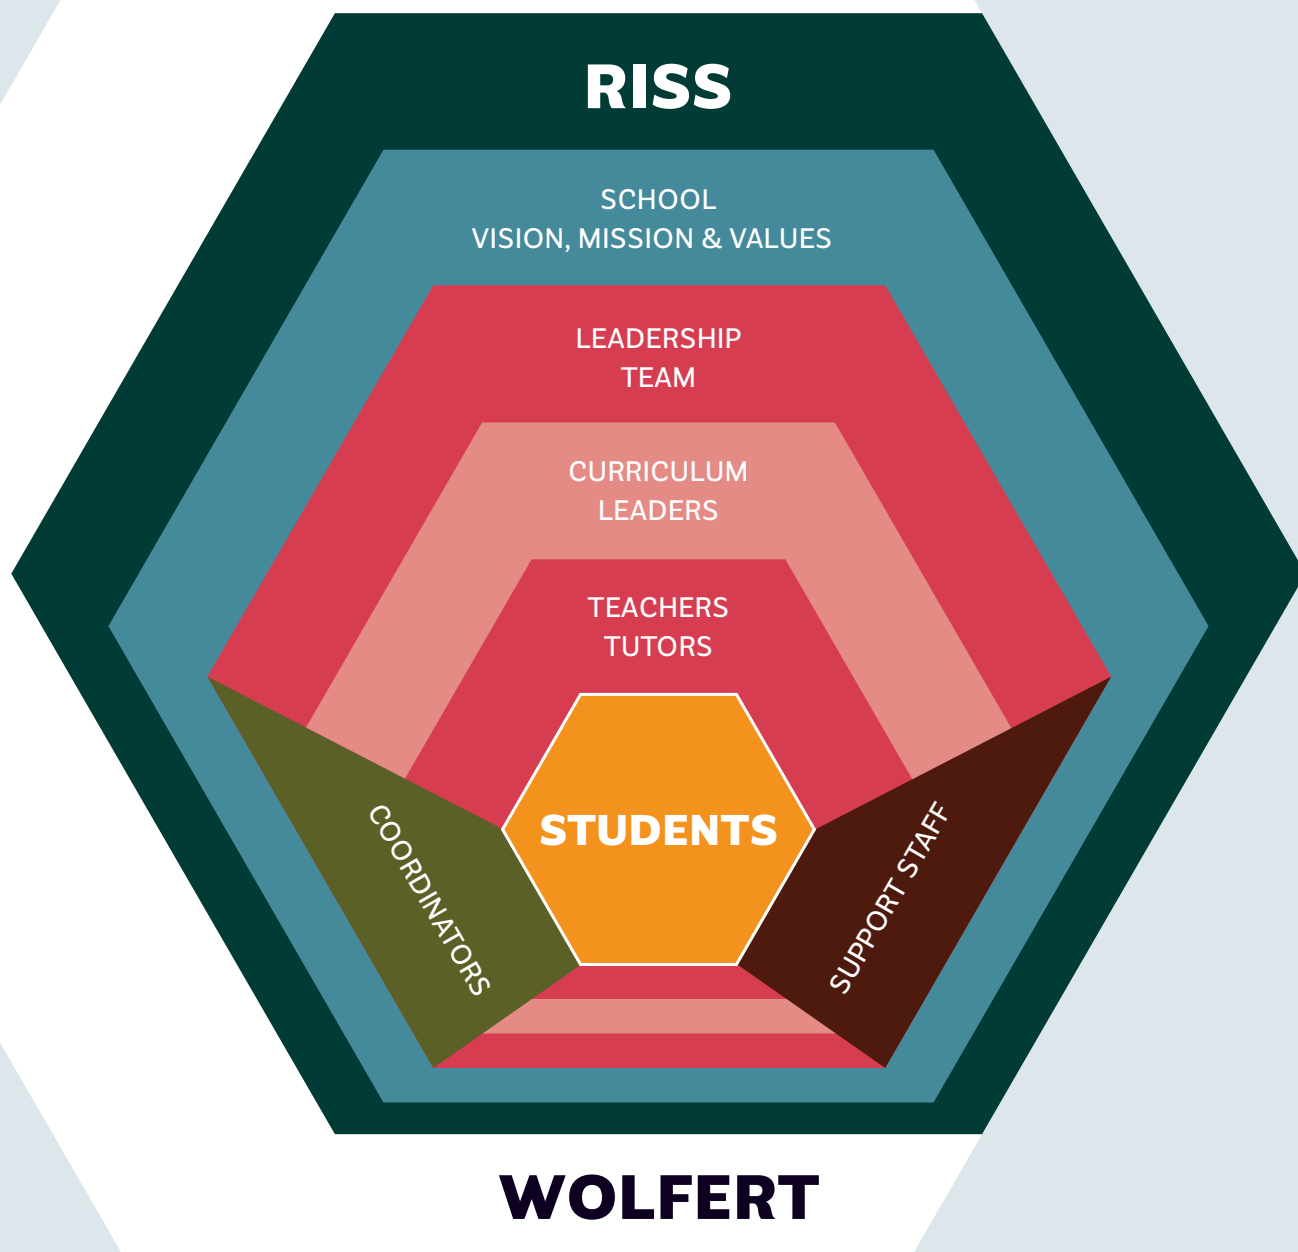 RISS
SCHOOL
VISION, MISSION & VALUES
LEADERSHIP
TEAM
CURRICULUM
LEADERS
TEACHERS
TUTORS
STUDENTS
COORDINATORS
SUPPORT STAFF
WOLFERT